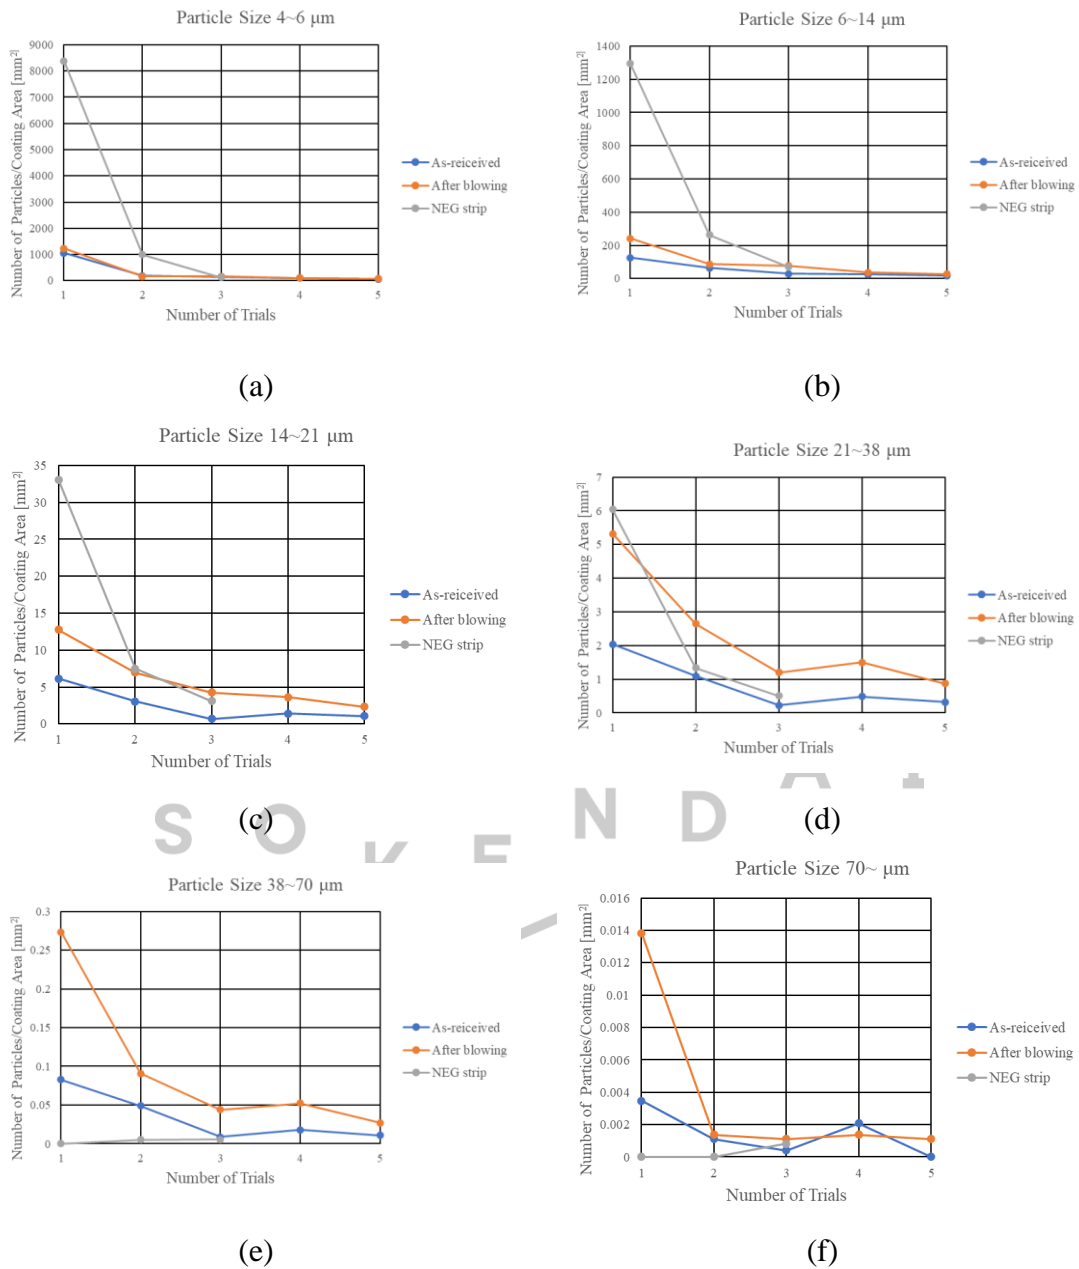 Particle Size 4~6 μm
Number of Particles/Coating Area [mm²]
9000
8000
7000
6000
5000
4000
3000
2000
1000
0
1 2 3 4 5
Number of Trials
As-reiceived
After blowing
NEG strip
(a)
Particle Size 6~14 μm
Number of Particles/Coating Area [mm²]
1400
1200
1000
800
600
400
200
0
1 2 3 4 5
Number of Trials
As-reiceived
After blowing
NEG strip
(b)
Particle Size 14~21 μm
Number of Particles/Coating Area [mm²]
35
30
25
20
15
10
5
0
1 2 3 4 5
Number of Trials
As-reiceived
After blowing
NEG strip
(c)
Particle Size 21~38 μm
Number of Particles/Coating Area [mm²]
7
6
5
4
3
2
1
0
1 2 3 4 5
Number of Trials
As-reiceived
After blowing
NEG strip
(d)
S O K E N D A I
Particle Size 38~70 μm
Number of Particles/Coating Area [mm²]
0.3
0.25
0.2
0.15
0.1
0.05
0
1 2 3 4 5
Number of Trials
As-reiceived
After blowing
NEG strip
(e)
Particle Size 70~ μm
Number of Particles/Coating Area [mm²]
0.016
0.014
0.012
0.01
0.008
0.006
0.004
0.002
0
1 2 3 4 5
Number of Trials
As-reiceived
After blowing
NEG strip
(f)